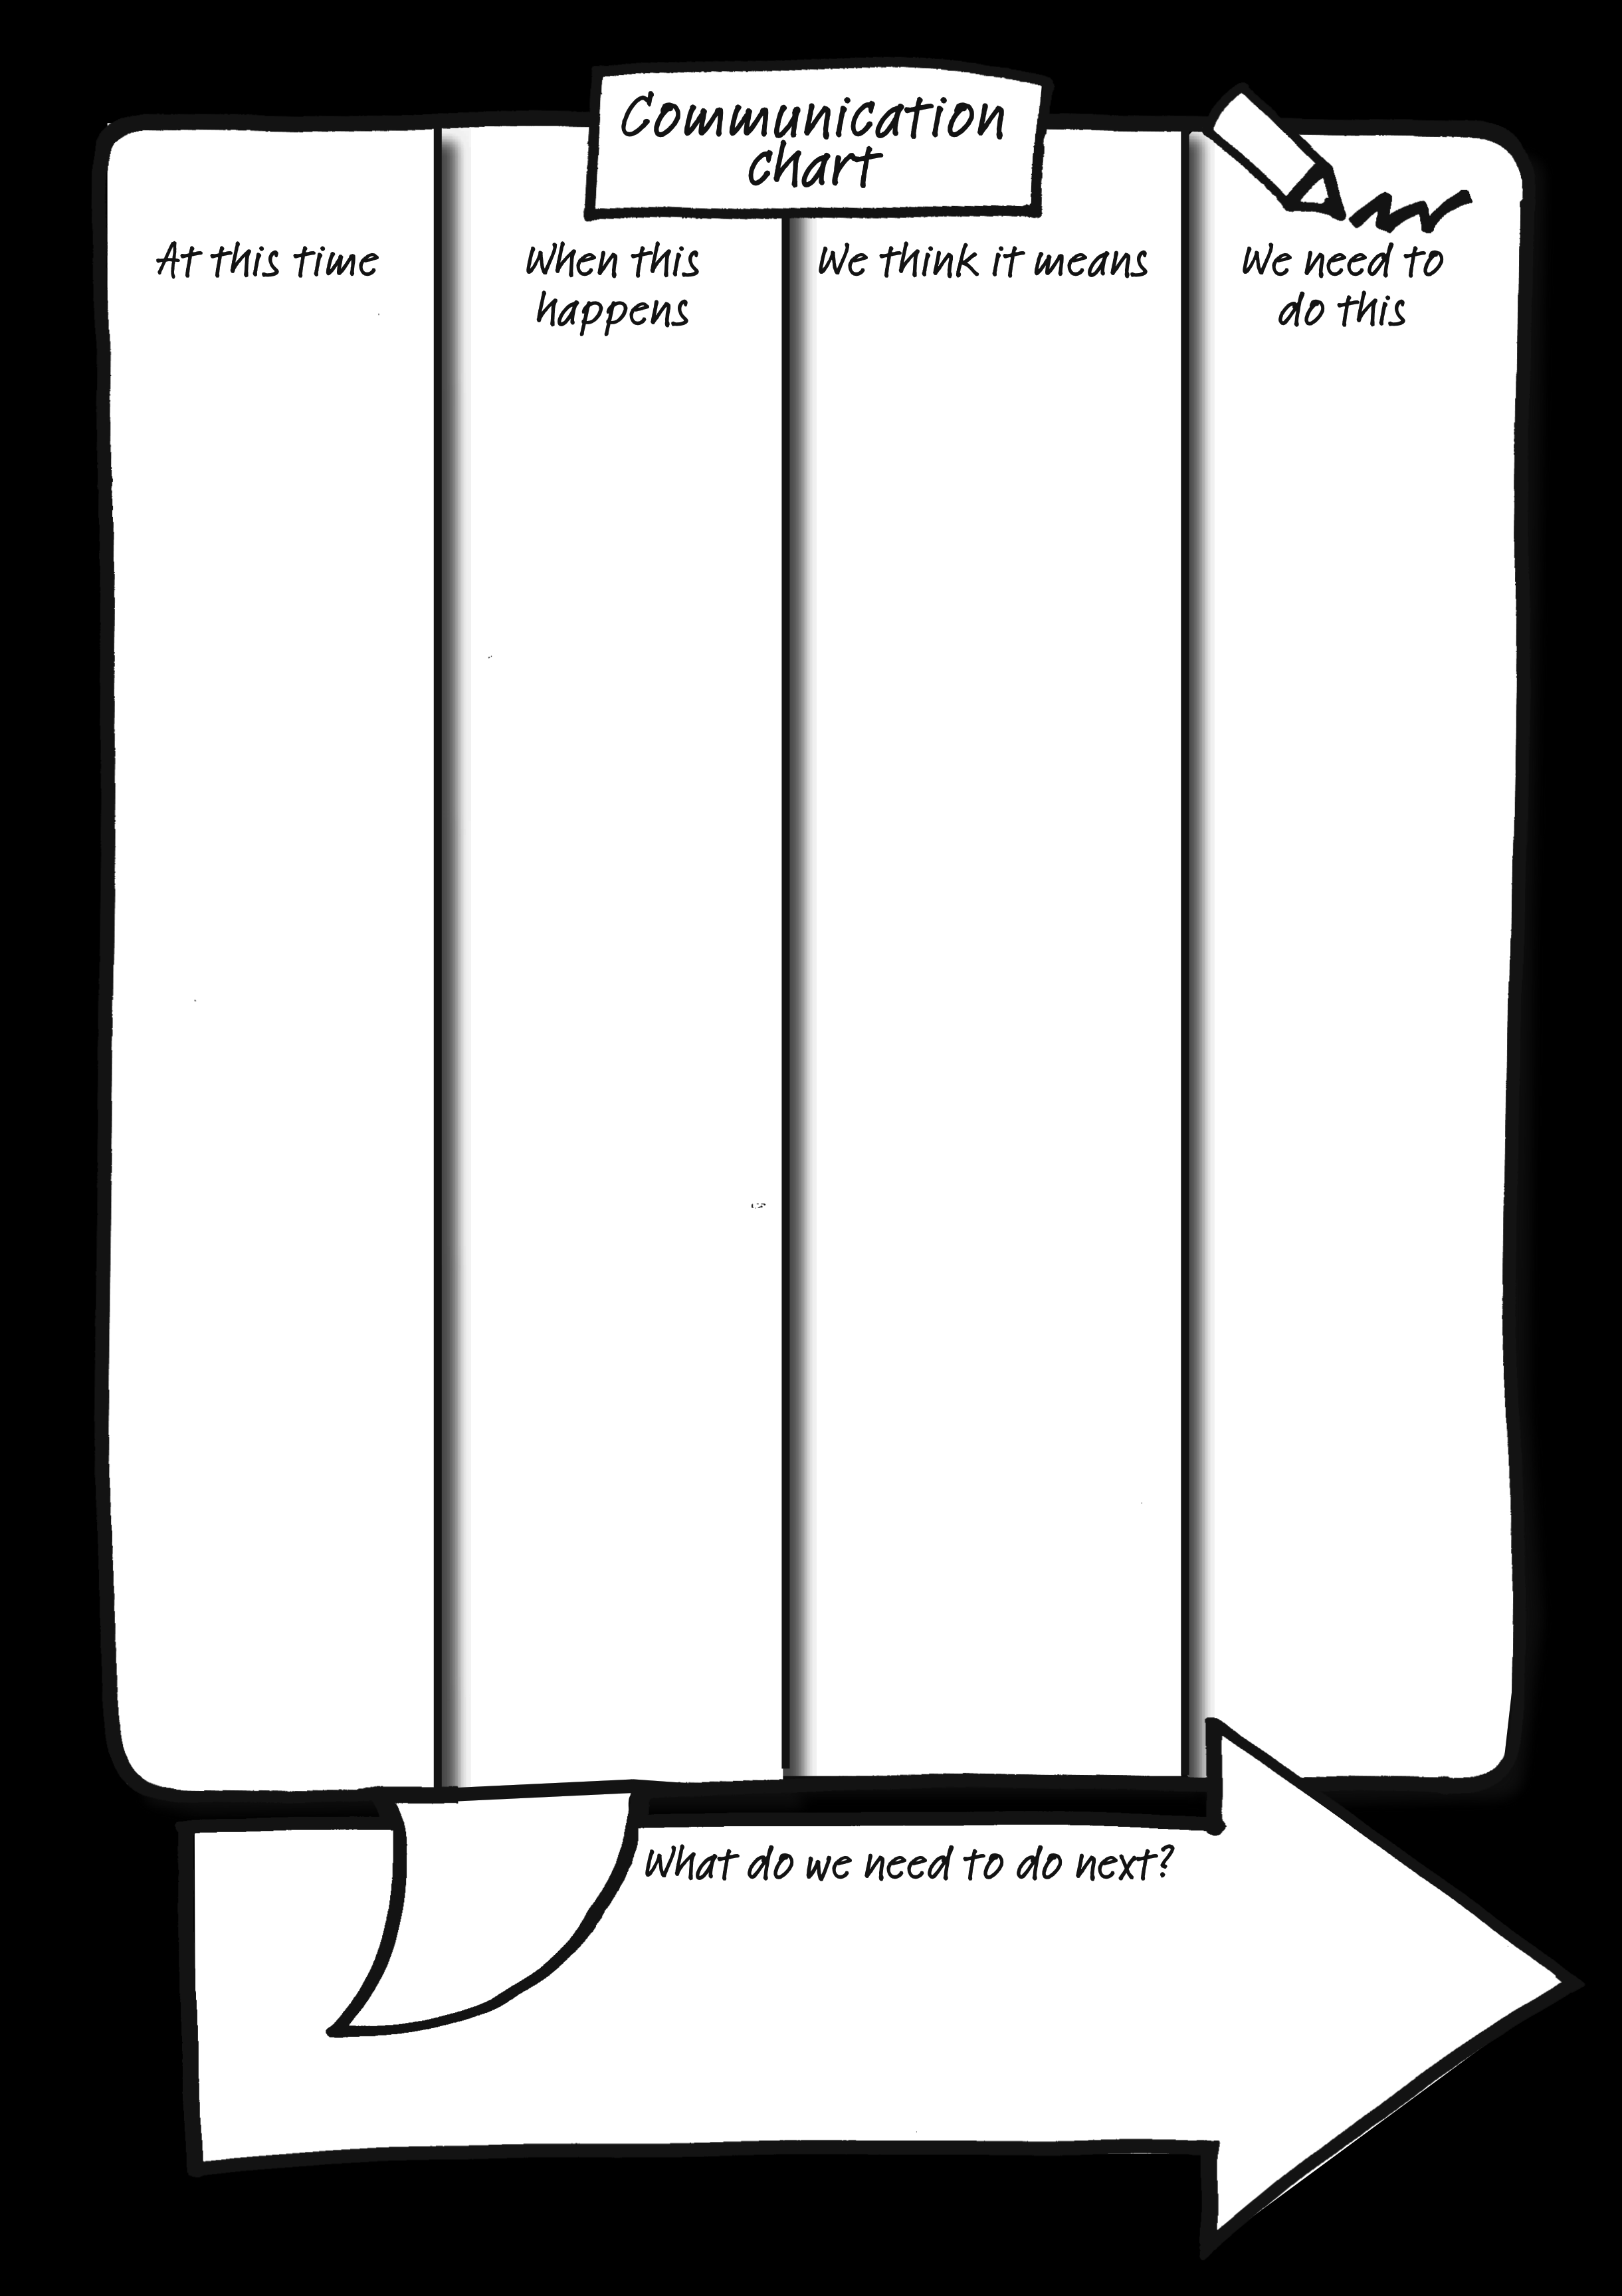 Communication
chart
At this time
When this
happens
We think it means
We need to
do this
What do we need to do next?